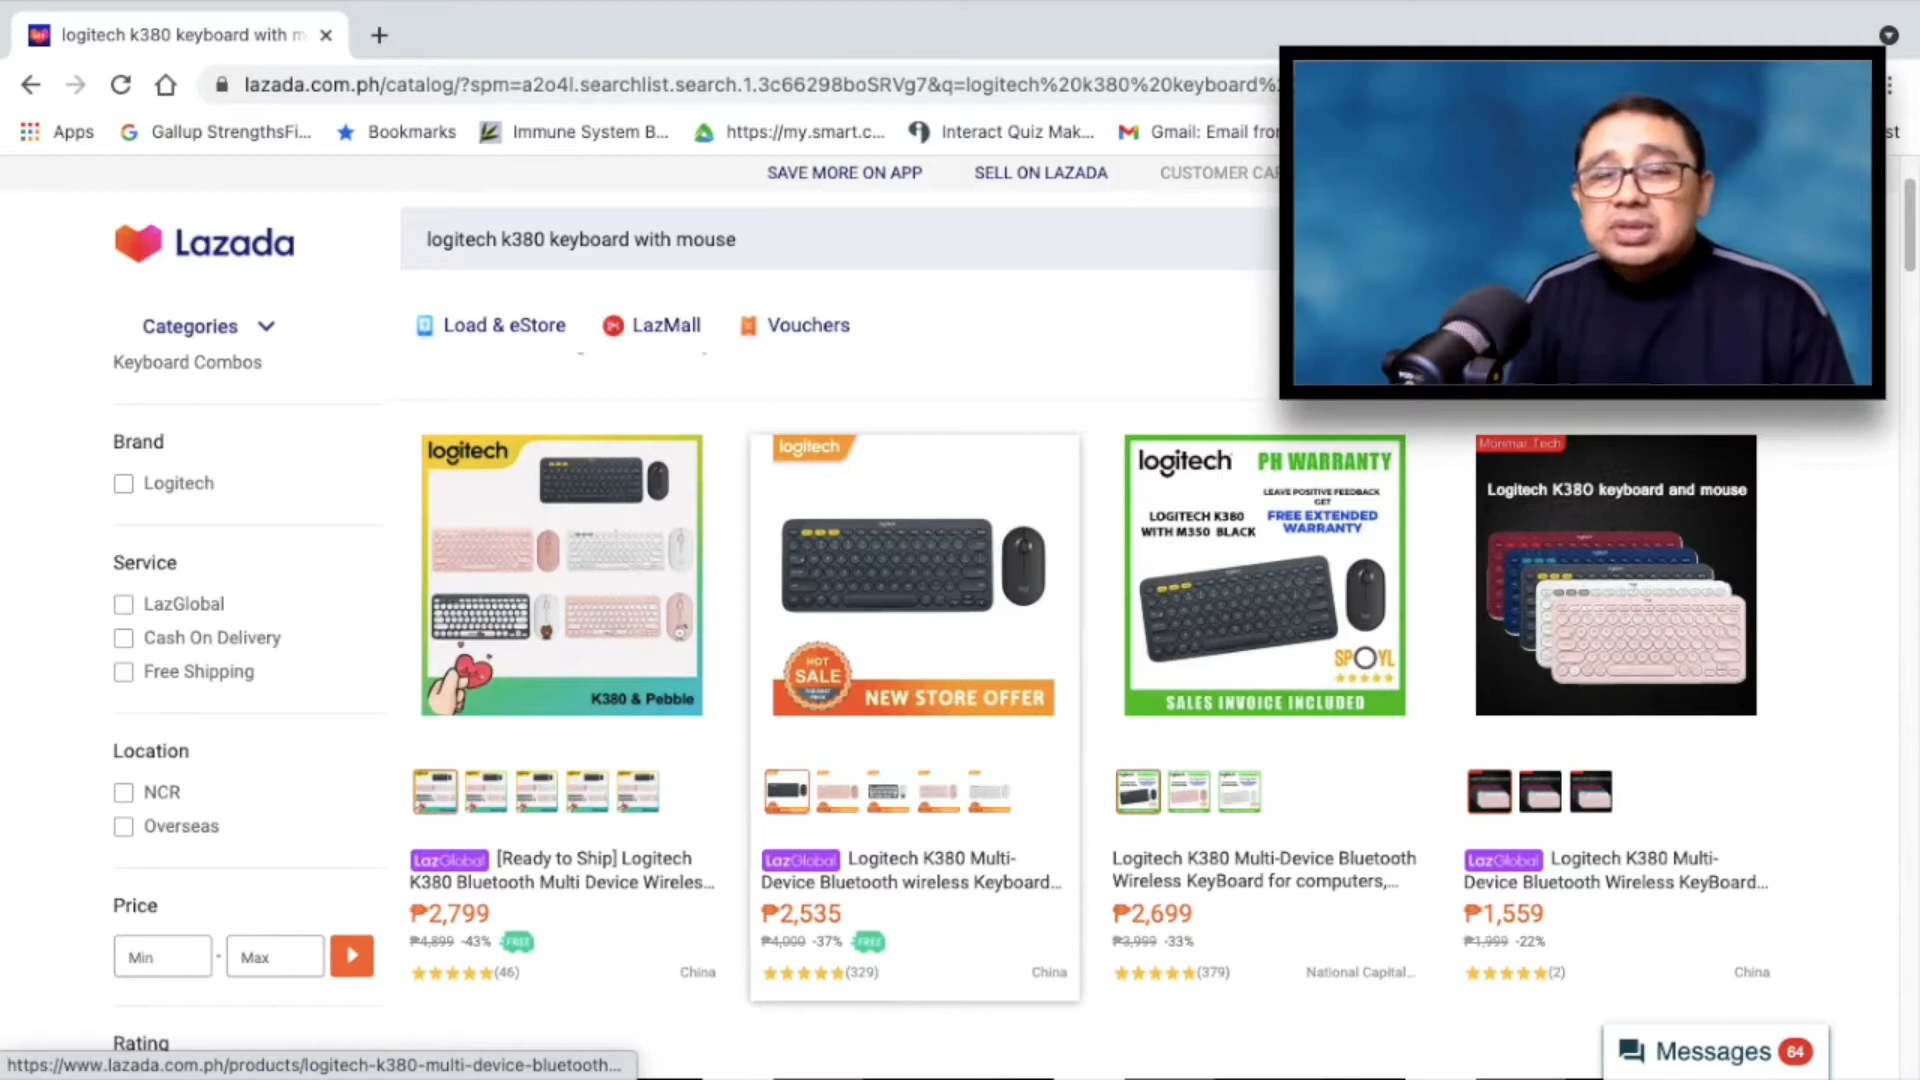 logitech k380 keyboard with m
lazada.com.ph/catalog/?spm=a2o4l.searchlist.search.1.3c66298boSRVg7&q=logitech%20k380%20keyboard%
Apps
Gallup StrengthsFi...
Bookmarks
Immune System B...
https://my.smart.c...
Interact Quiz Mak...
Gmail: Email from
st
SAVE MORE ON APP
SELL ON LAZADA
CUSTOMER CAR
Lazada
logitech k380 keyboard with mouse
Categories
Load & eStore
LazMall
Vouchers
Keyboard Combos
Brand
Logitech
Service
LazGlobal
Cash On Delivery
Free Shipping
Location
NCR
Overseas
Price
Min
-
Max
Rating
logitech
K380 & Pebble
LazGlobal [Ready to Ship] Logitech
K380 Bluetooth Multi Device Wireles...
₱2,799
₱4,899 -43% FREE
(46)
China
logitech
HOT
SALE
NEW STORE OFFER
LazGlobal Logitech K380 Multi-
Device Bluetooth wireless Keyboard...
₱2,535
₱4,000 -37% FREE
(329)
China
logitech
PH WARRANTY
LEAVE POSITIVE FEEDBACK
GET
FREE EXTENDED
WARRANTY
LOGITECH K380
WITH M350 BLACK
SPOYL
SALES INVOICE INCLUDED
Logitech K380 Multi-Device Bluetooth
Wireless KeyBoard for computers,...
₱2,699
₱3,999 -33%
(379)
National Capital...
Monmar Tech
Logitech K380 keyboard and mouse
LazGlobal Logitech K380 Multi-
Device Bluetooth Wireless KeyBoard...
₱1,559
₱1,999 -22%
(2)
China
Messages 64
https://www.lazada.com.ph/products/logitech-k380-multi-device-bluetooth...